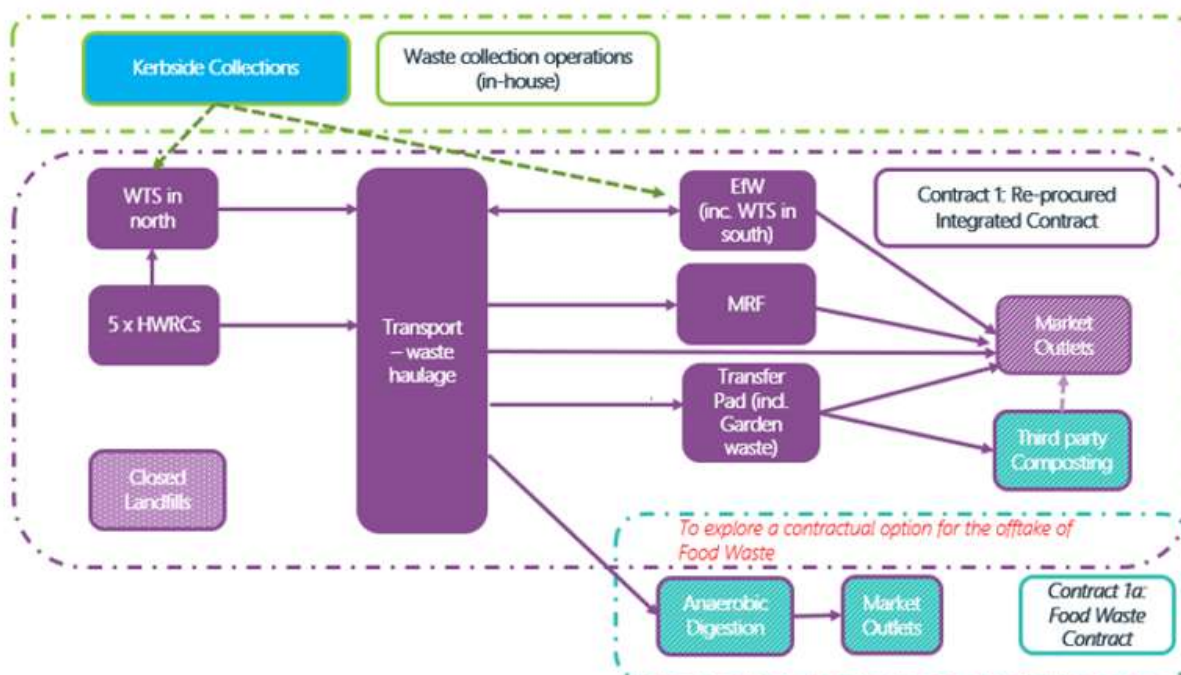 Kerbside Collections
Waste collection operations
(in-house)
WTS in
north
EfW
(inc. WTS in
south)
Contract 1: Re-procured
Integrated Contract
5 x HWRCs
Transport
– waste
haulage
MRF
Market
Outlets
Transfer
Pad (incl.
Garden
waste)
Third party
Composting
Closed
Landfills
To explore a contractual option for the offtake of
Food Waste
Anaerobic
Digestion
Market
Outlets
Contract 1a:
Food Waste
Contract